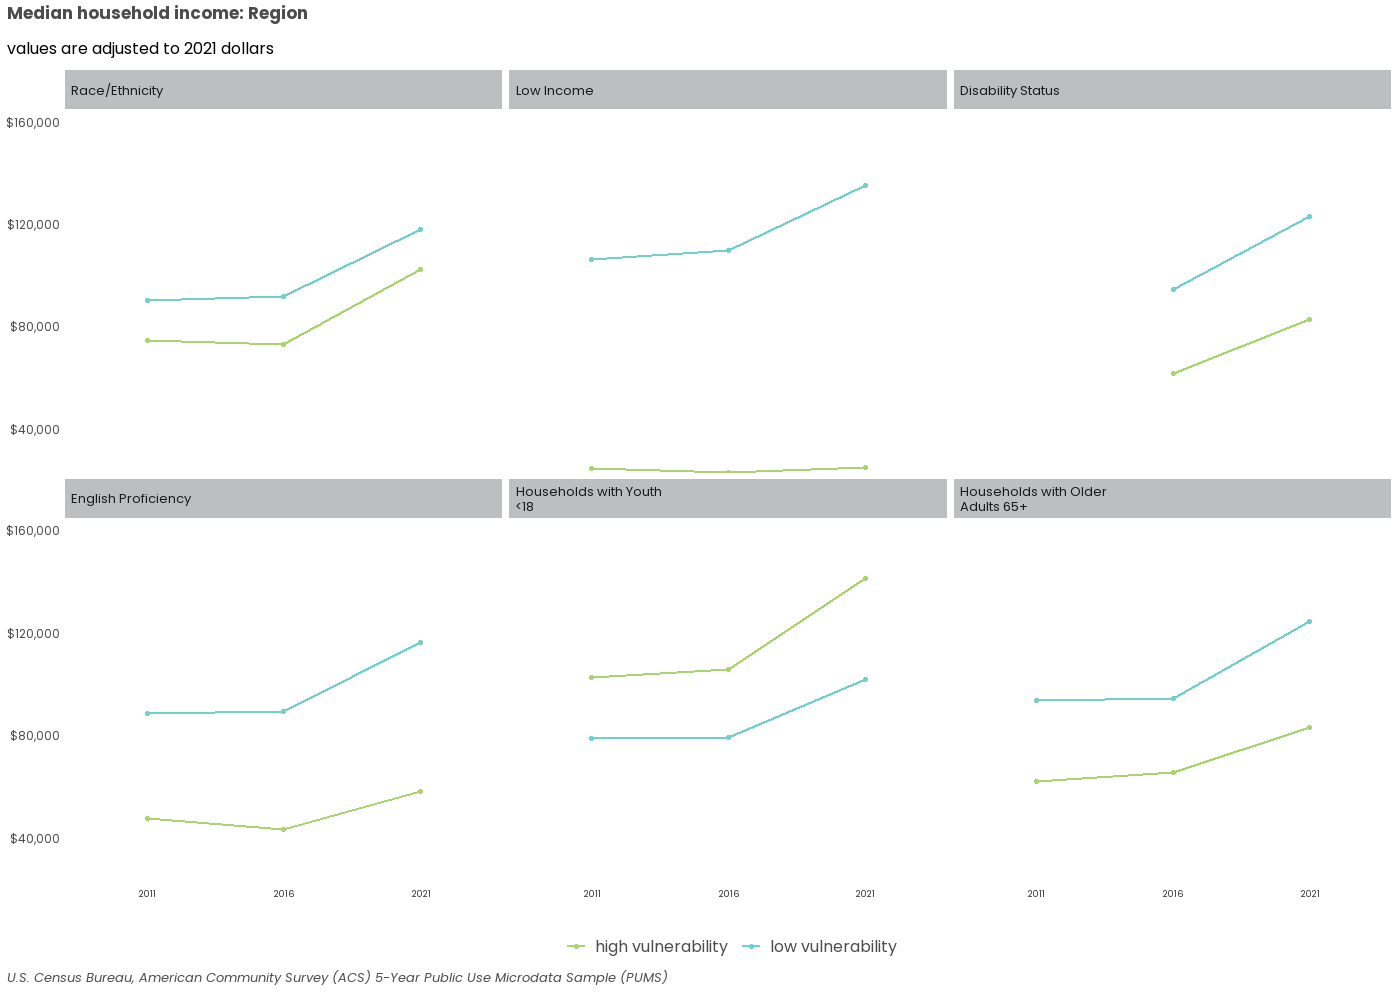 Median household income: Region
values are adjusted to 2021 dollars
Race/Ethnicity
Low Income
Disability Status
$160,000
$120,000
$80,000
$40,000
English Proficiency
Households with Youth
<18
Households with Older
Adults 65+
$160,000
$120,000
$80,000
$40,000
2011 2016 2021
2011 2016 2021
2011 2016 2021
high vulnerability
low vulnerability
U.S. Census Bureau, American Community Survey (ACS) 5-Year Public Use Microdata Sample (PUMS)